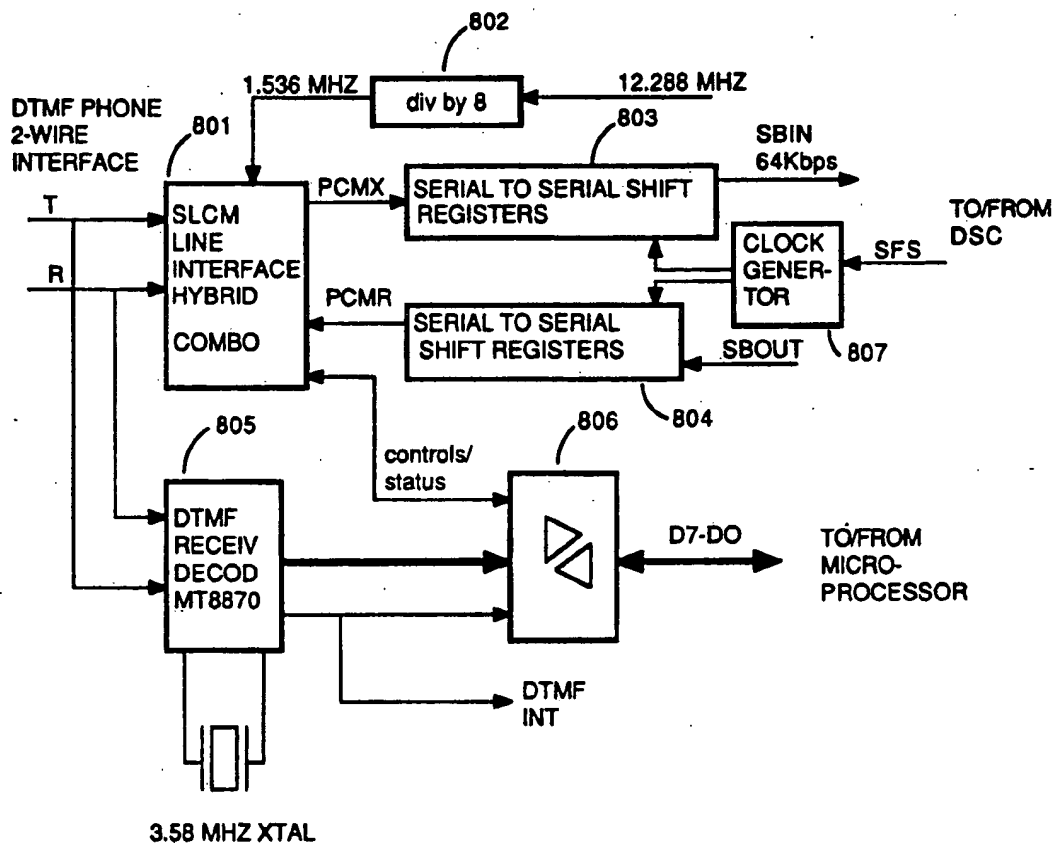 802
1.536 MHZ
div by 8
12.288 MHZ
DTMF PHONE
2-WIRE
INTERFACE
801
803
SBIN
64Kbps
T
R
SLCM
LINE
INTERFACE
HYBRID
COMBO
PCMX
SERIAL TO SERIAL SHIFT
REGISTERS
TO/FROM
DSC
CLOCK
GENER-
TOR
SFS
807
PCMR
SERIAL TO SERIAL
SHIFT REGISTERS
SBOUT
804
805
controls/
status
806
DTMF
RECEIV
DECOD
MT8870
D7-DO
TO/FROM
MICRO-
PROCESSOR
DTMF
INT
3.58 MHZ XTAL